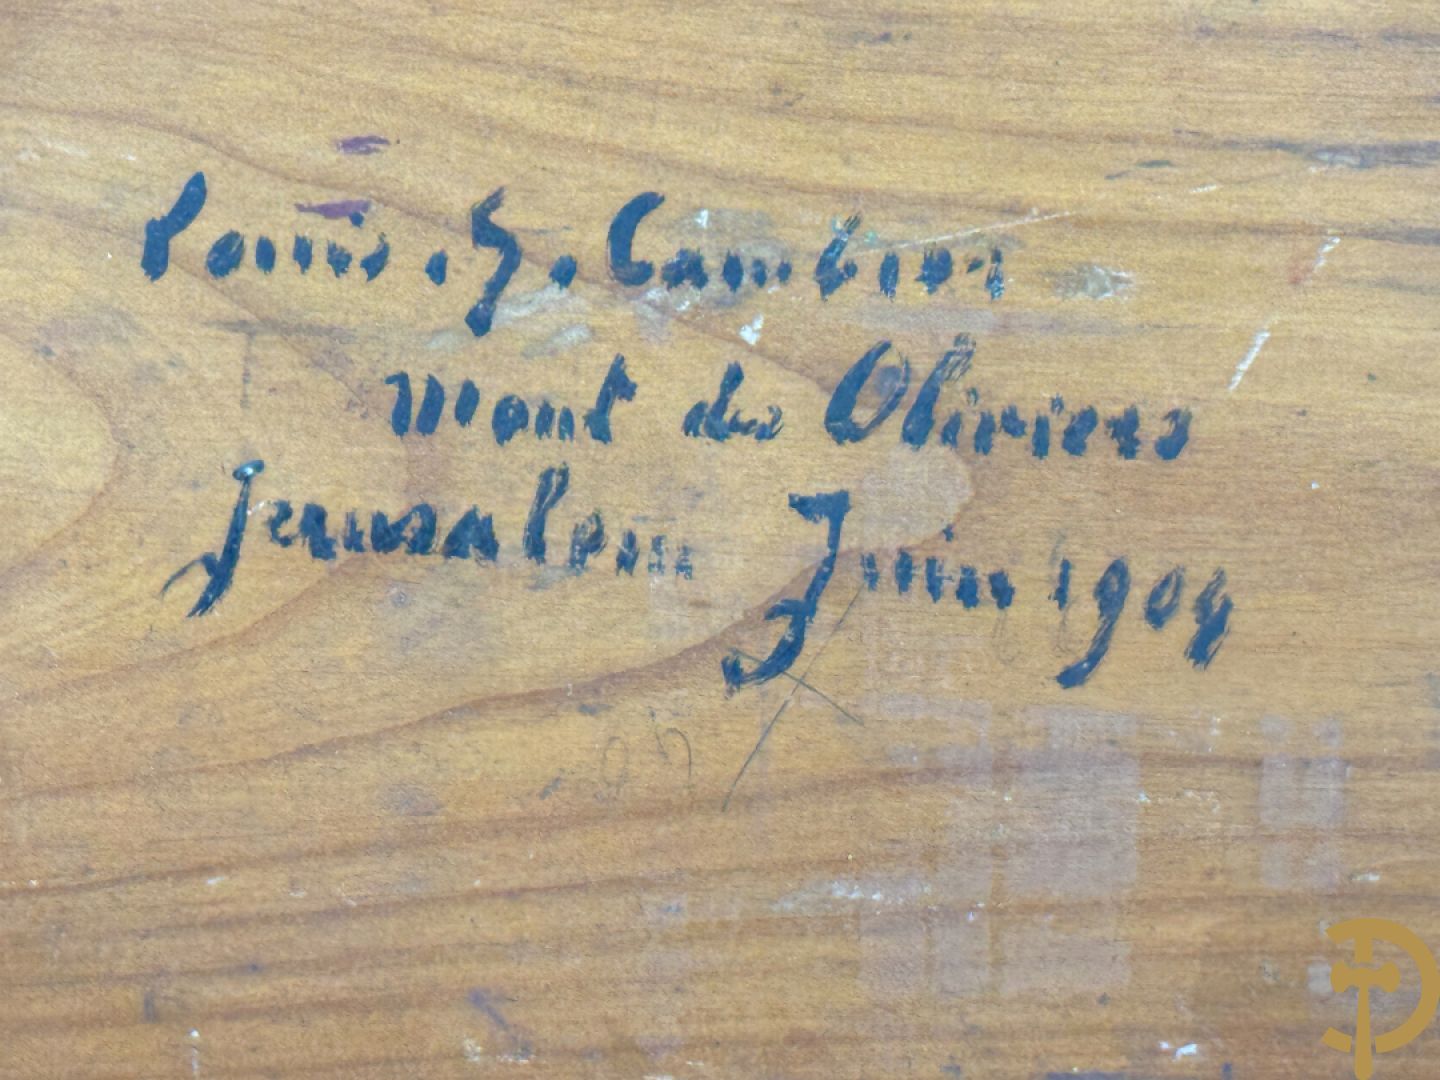 Louis.G.Cambier
Mont des Oliviers
Jerusalem Juin 1904